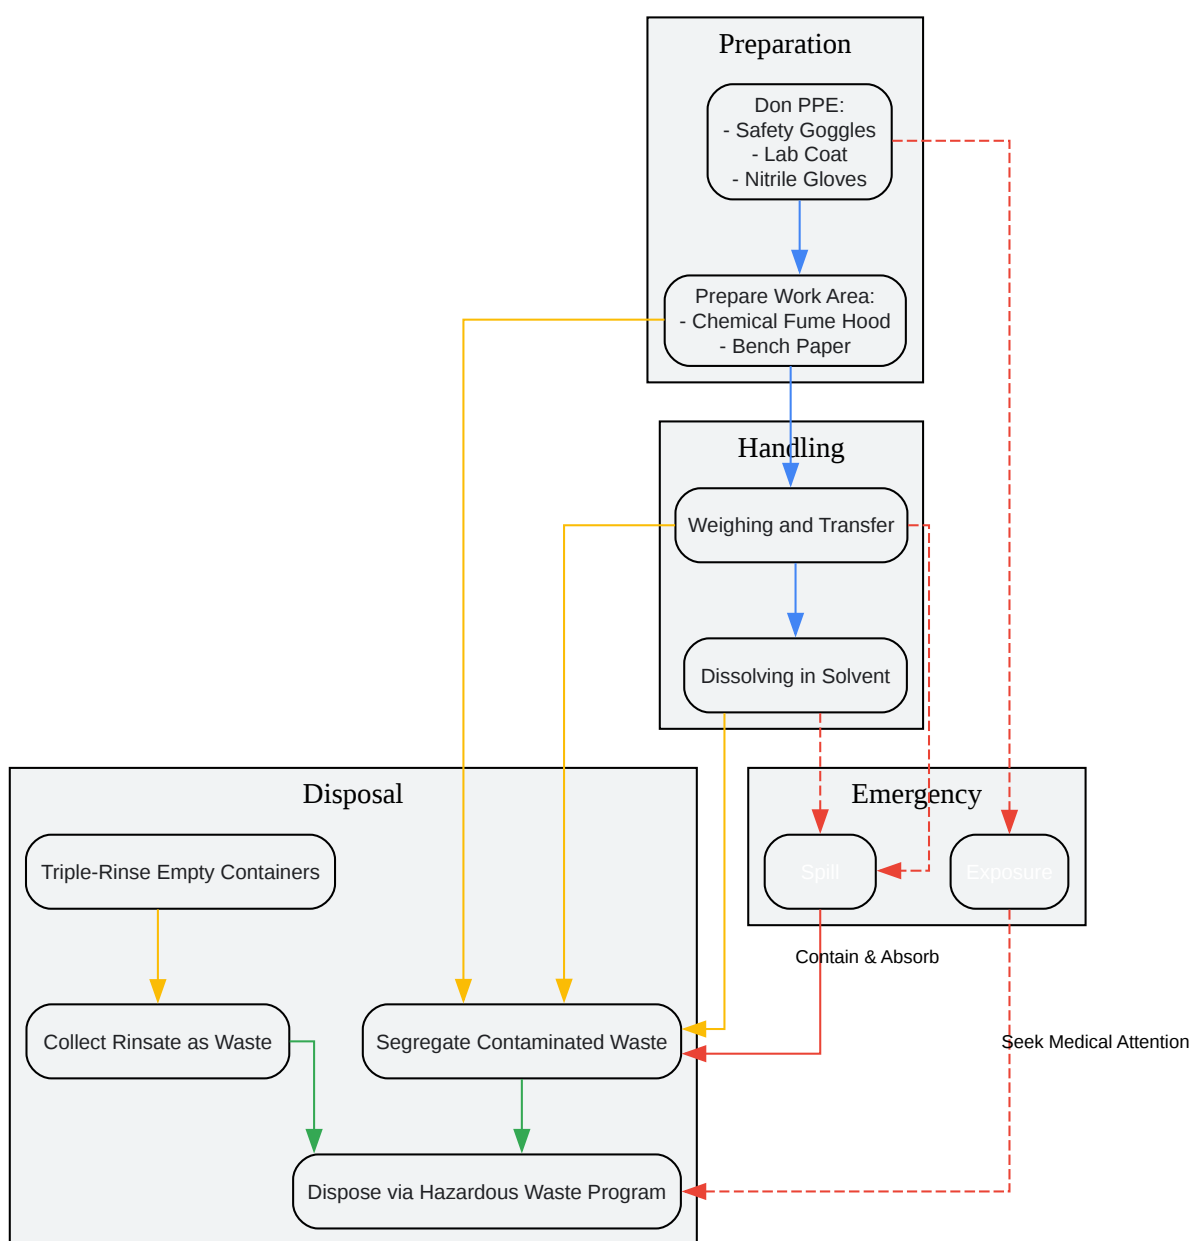 Preparation
Don PPE:
- Safety Goggles
- Lab Coat
- Nitrile Gloves
Prepare Work Area:
- Chemical Fume Hood
- Bench Paper
Handling
Weighing and Transfer
Dissolving in Solvent
Disposal
Emergency
Triple-Rinse Empty Containers
Spill
Exposure
Contain & Absorb
Collect Rinsate as Waste
Segregate Contaminated Waste
Seek Medical Attention
Dispose via Hazardous Waste Program